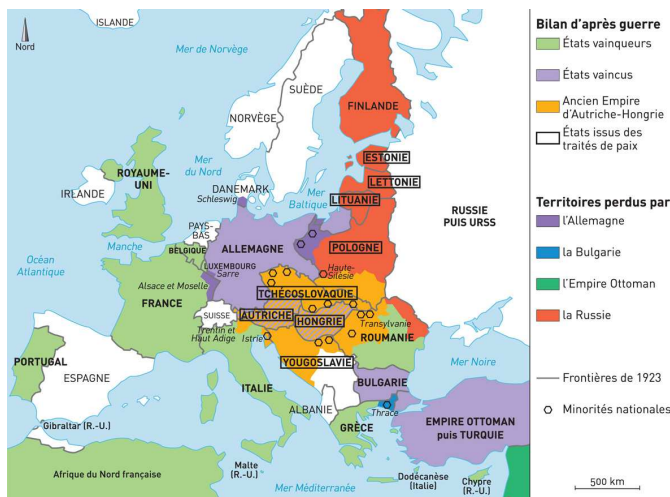 ISLANDE
Nord
Mer de Norvège
SUÈDE
FINLANDE
NORVÈGE
ESTONIE
ROYAUME-
UNI
Mer
du Nord
LETTONIE
DANEMARK
Schleswig
Mer
Baltique
LITUANIE
IRLANDE
RUSSIE
PUIS URSS
PAYS-
BAS
Manche
BELGIQUE
ALLEMAGNE
POLOGNE
Océan
Atlantique
LUXEMBOURG
Sarre
Haute-
Silésie
Alsace et Moselle
TCHÉCOSLOVAQUIE
FRANCE
SUISSE
AUTRICHE
HONGRIE
Transylvanie
Trentin et
Haut Adige
Istrie
ROUMANIE
PORTUGAL
ESPAGNE
YOUGOSLAVIE
Mer Noire
ITALIE
BULGARIE
ALBANIE
Thrace
Gibraltar (R.-U.)
GRÈCE
EMPIRE OTTOMAN
puis TURQUIE
Afrique du Nord française
Malte
(R.-U.)
Mer Méditerranée
Dodécanèse
(Italie)
Chypre
(R.-U.)
Bilan d’après guerre
États vainqueurs
États vaincus
Ancien Empire
d’Autriche-Hongrie
États issus des
traités de paix
Territoires perdus par
l’Allemagne
la Bulgarie
l’Empire Ottoman
la Russie
Frontières de 1923
Minorités nationales
500 km